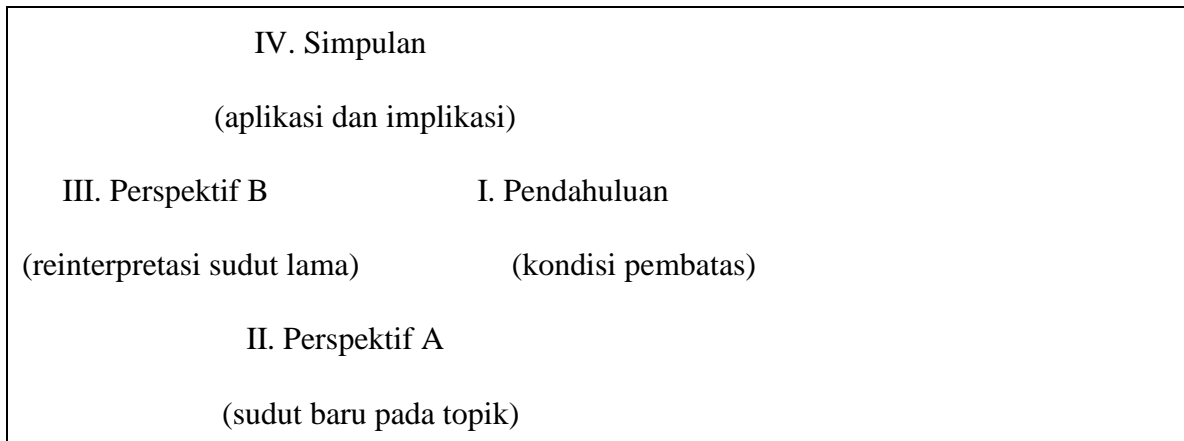 IV. Simpulan
(aplikasi dan implikasi)
III. Perspektif B I. Pendahuluan
(reinterpretasi sudut lama) (kondisi pembatas)
II. Perspektif A
(sudut baru pada topik)